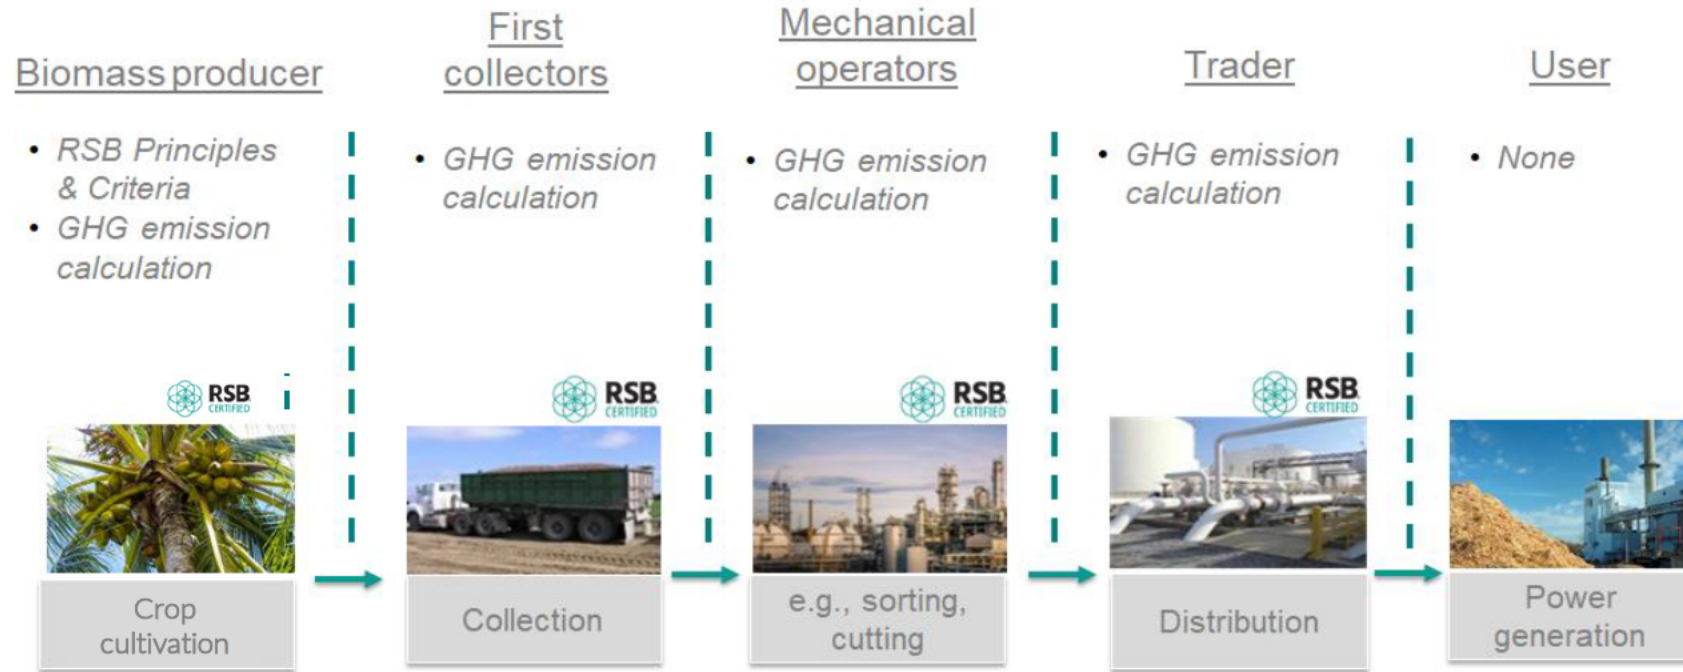 Biomass producer
• RSB Principles
& Criteria
• GHG emission
calculation
RSB
CERTIFIED
Crop
cultivation
First
collectors
• GHG emission
calculation
RSB
CERTIFIED
Collection
Mechanical
operators
• GHG emission
calculation
RSB
CERTIFIED
e.g., sorting,
cutting
Trader
• GHG emission
calculation
RSB
CERTIFIED
Distribution
User
• None
Power
generation